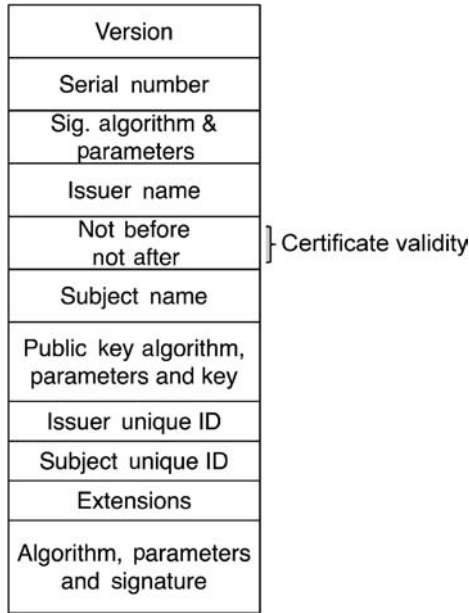 Version
Serial number
Sig. algorithm &
parameters
Issuer name
Not before
not after
Certificate validity
Subject name
Public key algorithm,
parameters and key
Issuer unique ID
Subject unique ID
Extensions
Algorithm, parameters
and signature